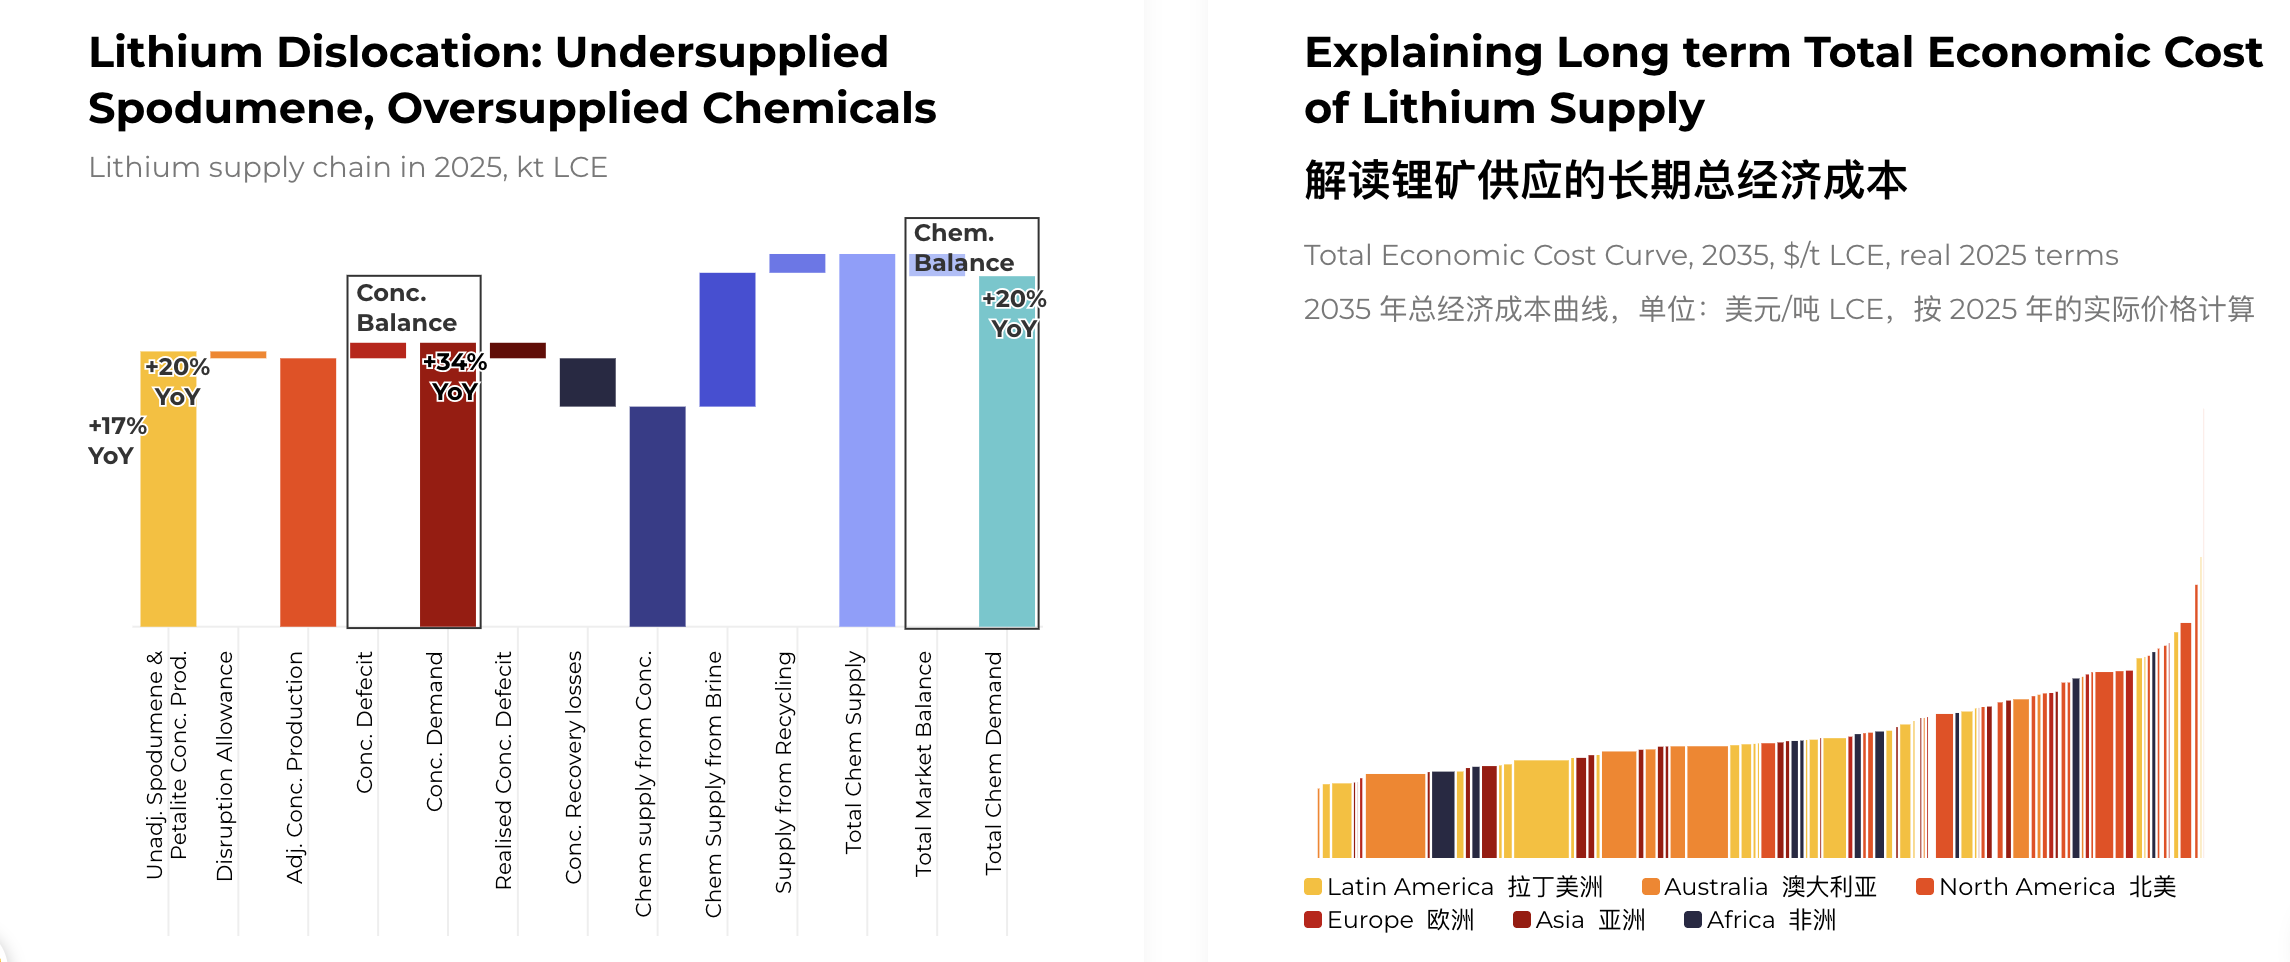 Lithium Dislocation: Undersupplied
Spodumene, Oversupplied Chemicals
Lithium supply chain in 2025, kt LCE
Chem.
Balance
Conc.
Balance
+20%
YoY
+34%
YoY
+20%
YoY
+17%
YoY
Unadj. Spodumene &
Petalite Conc. Prod.
Disruption Allowance
Adj. Conc. Production
Conc. Defecit
Conc. Demand
Realised Conc. Defecit
Conc. Recovery losses
Chem supply from Conc.
Chem Supply from Brine
Supply from Recycling
Total Chem Supply
Total Market Balance
Total Chem Demand
Explaining Long term Total Economic Cost
of Lithium Supply
解读锂矿供应的长期总经济成本
Total Economic Cost Curve, 2035, $/t LCE, real 2025 terms
2035 年总经济成本曲线，单位：美元/吨 LCE，按 2025 年的实际价格计算
Latin America 拉丁美洲
Australia 澳大利亚
North America 北美
Europe 欧洲
Asia 亚洲
Africa 非洲